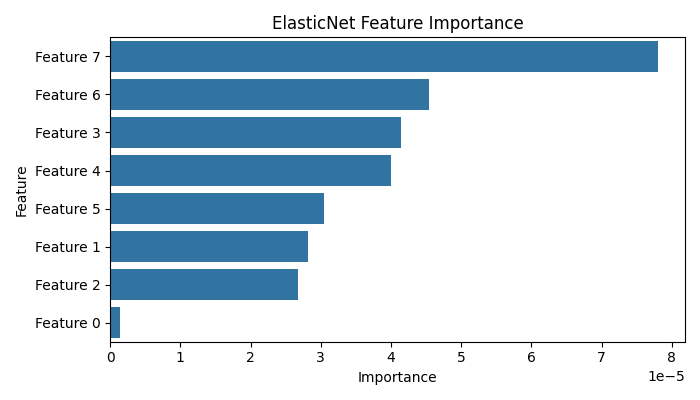 ElasticNet Feature Importance
Feature
Feature 7
Feature 6
Feature 3
Feature 4
Feature 5
Feature 1
Feature 2
Feature 0
0 1 2 3 4 5 6 7 8
1e−5
Importance